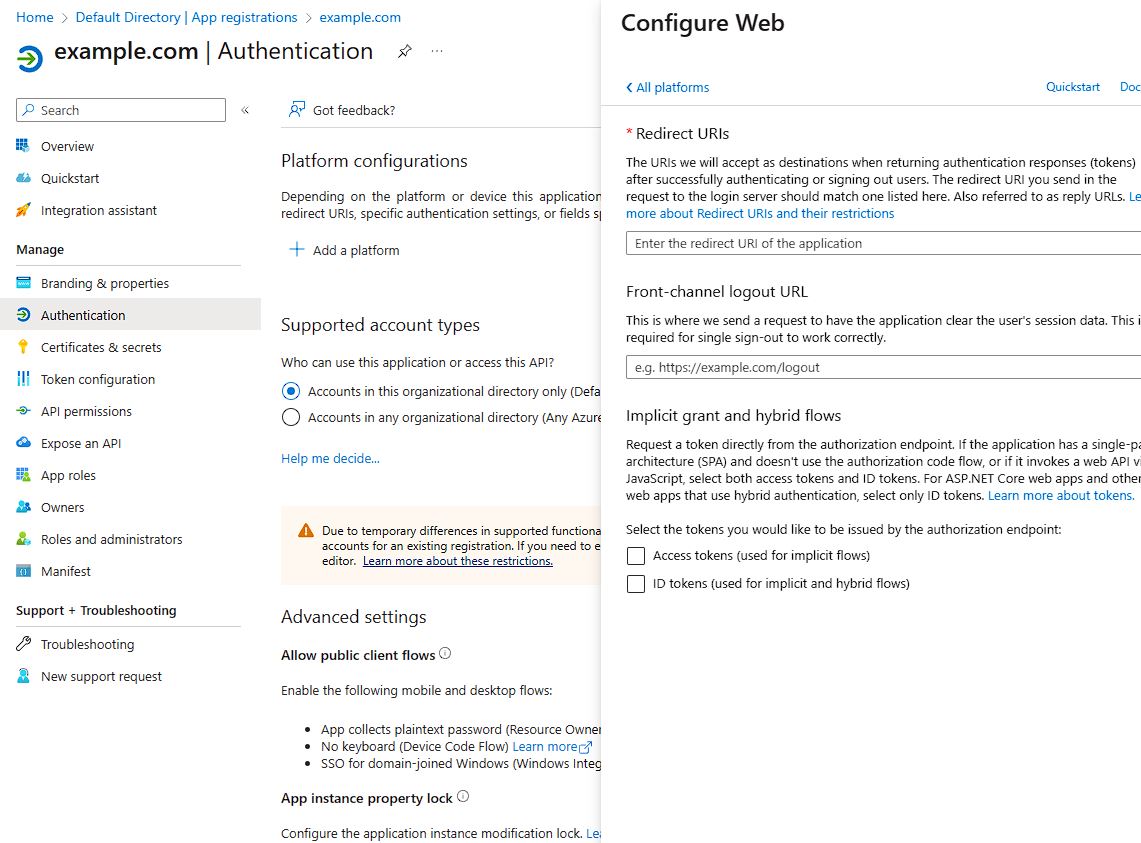 Home > Default Directory | App registrations > example.com
example.com | Authentication
Search
Overview
Quickstart
Integration assistant
Manage
Branding & properties
Authentication
Certificates & secrets
Token configuration
API permissions
Expose an API
App roles
Owners
Roles and administrators
Manifest
Support + Troubleshooting
Troubleshooting
New support request
Got feedback?
Platform configurations
Depending on the platform or device this application
redirect URIs, specific authentication settings, or fields sp
Add a platform
Supported account types
Who can use this application or access this API?
Accounts in this organizational directory only (Defa
Accounts in any organizational directory (Any Azure
Help me decide...
Due to temporary differences in supported functiona
accounts for an existing registration. If you need to e
editor. Learn more about these restrictions.
Advanced settings
Allow public client flows
Enable the following mobile and desktop flows:
• App collects plaintext password (Resource Owner
• No keyboard (Device Code Flow) Learn more
• SSO for domain-joined Windows (Windows Integ
App instance property lock
Configure the application instance modification lock. Lea
Configure Web
All platforms
Quickstart
Doc
* Redirect URIs
The URIs we will accept as destinations when returning authentication responses (tokens)
after successfully authenticating or signing out users. The redirect URI you send in the
request to the login server should match one listed here. Also referred to as reply URLs. Le
more about Redirect URIs and their restrictions
Enter the redirect URI of the application
Front-channel logout URL
This is where we send a request to have the application clear the user's session data. This i
required for single sign-out to work correctly.
e.g. https://example.com/logout
Implicit grant and hybrid flows
Request a token directly from the authorization endpoint. If the application has a single-pa
architecture (SPA) and doesn't use the authorization code flow, or if it invokes a web API vi
JavaScript, select both access tokens and ID tokens. For ASP.NET Core web apps and other
web apps that use hybrid authentication, select only ID tokens. Learn more about tokens.
Select the tokens you would like to be issued by the authorization endpoint:
Access tokens (used for implicit flows)
ID tokens (used for implicit and hybrid flows)